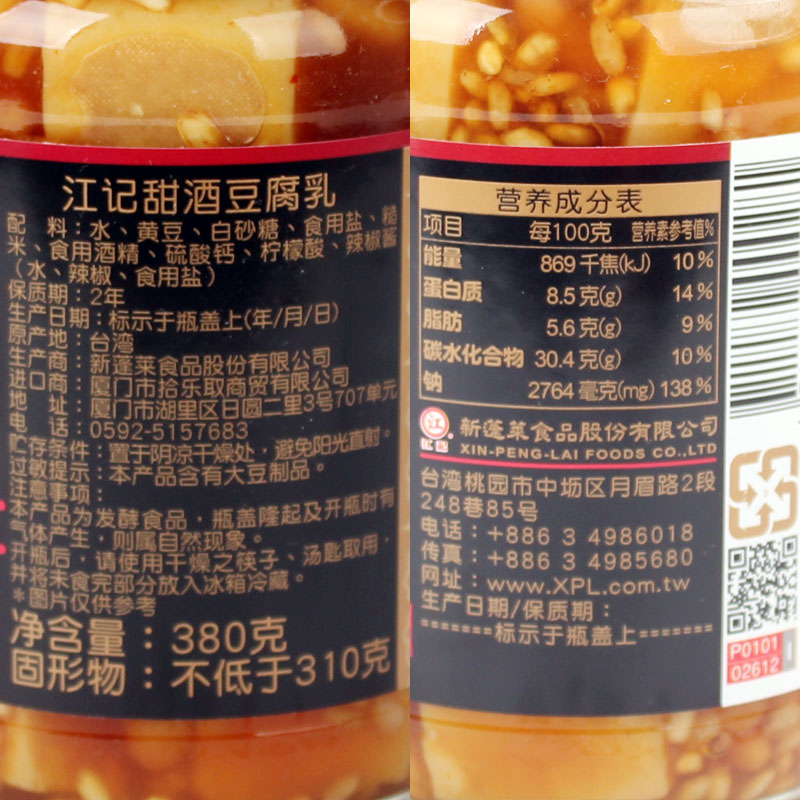 江记甜酒豆腐乳
配 料：水、黄豆、白砂糖、食用盐、糙
米、食用酒精、硫酸钙、柠檬酸、辣椒酱
（水、辣椒、食用盐）
保质期：2年
生产日期：标示于瓶盖上(年/月/日)
原产地：台湾
生产商：新蓬莱食品股份有限公司
进口商：厦门市拾乐取商贸有限公司
地 址：厦门市湖里区日圆二里3号707单元
电 话：0592-5157683
贮存条件：置于阴凉干燥处，避免阳光直射。
过敏提示：本产品含有大豆制品。
注意事项：
本产品为发酵食品，瓶盖隆起及开瓶时有
气体产生，则属自然现象。
开瓶后，请使用干燥之筷子、汤匙取用，
并将未食完部分放入冰箱冷藏。
*图片仅供参考
净含量：380克
固形物：不低于310克
营养成分表
项目 每100克 营养素参考值%
能量 869 千焦(kJ) 10%
蛋白质 8.5 克(g) 14%
脂肪 5.6 克(g) 9%
碳水化合物 30.4 克(g) 10%
钠 2764 毫克(mg) 138%
江记
新蓬莱食品股份有限公司
XIN-PENG-LAI FOODS CO.,LTD
台湾桃园市中坜区月眉路2段
248巷85号
电话：+886 3 4986018
传真：+886 3 4985680
网址：www.XPL.com.tw
生产日期/保质期：
=======标示于瓶盖上=======
P0101
02612